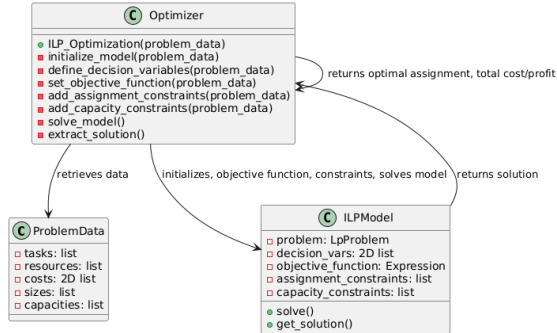 C Optimizer
ILP_Optimization(problem_data)
initialize_model(problem_data)
define_decision_variables(problem_data)
set_objective_function(problem_data)
add_assignment_constraints(problem_data)
add_capacity_constraints(problem_data)
solve_model()
extract_solution()
returns optimal assignment, total cost/profit
retrieves data
initializes, objective function, constraints, solves model
returns solution
C ProblemData
tasks: list
resources: list
costs: 2D list
sizes: list
capacities: list
C ILPModel
problem: LpProblem
decision_vars: 2D list
objective_function: Expression
assignment_constraints: list
capacity_constraints: list
solve()
get_solution()